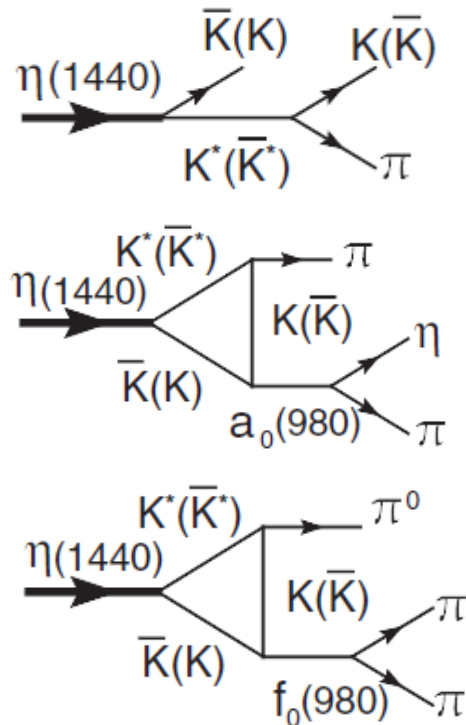 K̅(K) K(K̅)
η(1440)
K*(K̅*) π
K*(K̅*) π
η(1440) K(K̅) η
K̅(K)
a₀(980) π
K*(K̅*) π⁰
η(1440) K(K̅) π
K̅(K)
f₀(980) π